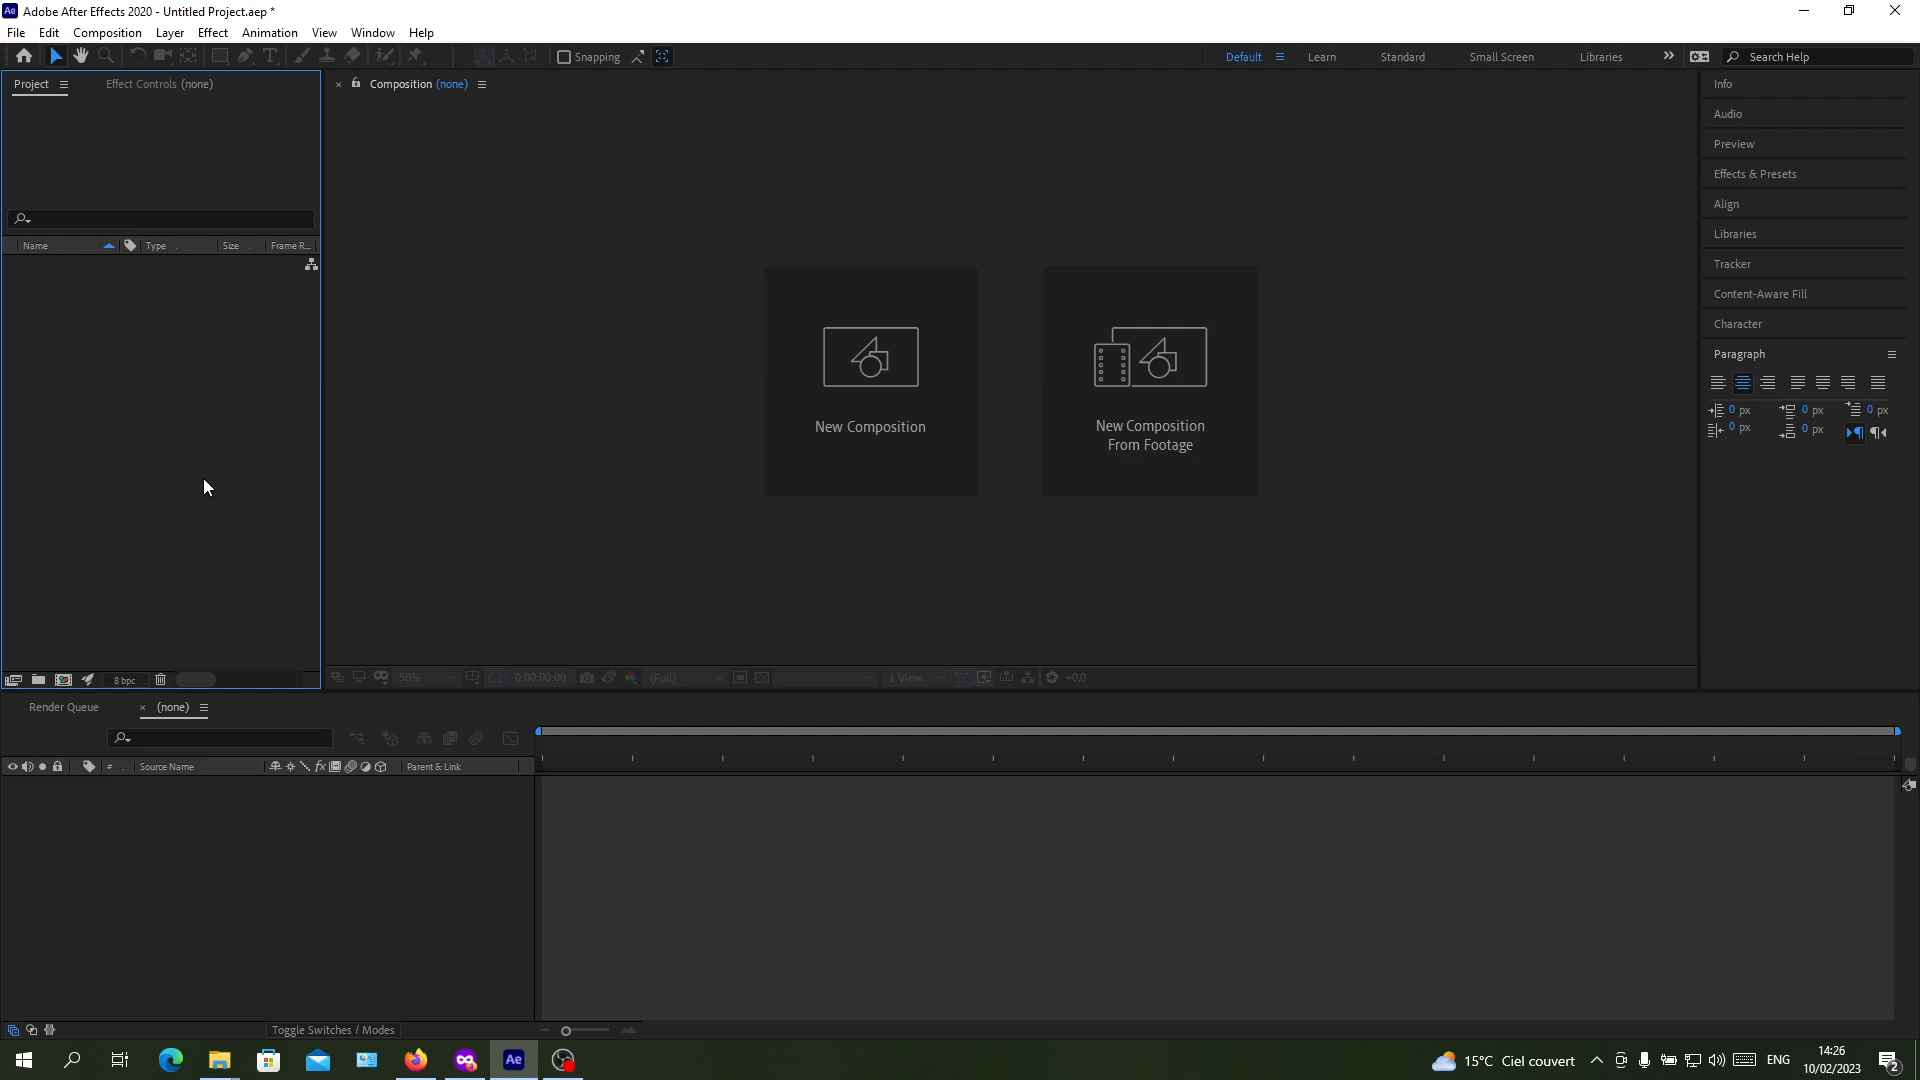 Ae Adobe After Effects 2020 - Untitled Project.aep *
File Edit Composition Layer Effect Animation View Window Help
Snapping Default Learn Standard Small Screen Libraries Search Help
Project Effect Controls (none) Composition (none)
Name Type Size Frame R...
New Composition
New Composition
From Footage
Info
Audio
Preview
Effects & Presets
Align
Libraries
Tracker
Content-Aware Fill
Character
Paragraph
0 px 0 px 0 px
0 px 0 px
8 bpc 50% 0:00:00:00 (Full) 1 View +0,0
Render Queue (none)
# Source Name fx Parent & Link
Toggle Switches / Modes
Ae 15°C Ciel couvert ENG 14:26
10/02/2023 2